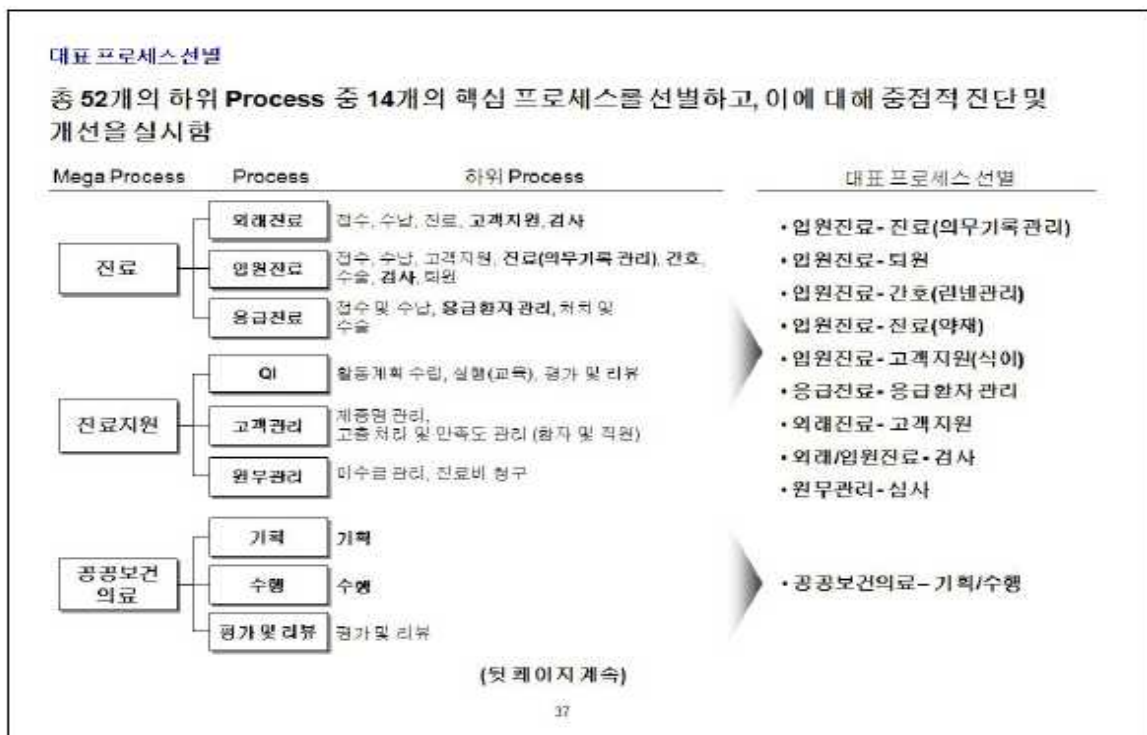 대표 프로세스 선별
총 52개의 하위 Process 중 14개의 핵심 프로세스를 선별하고, 이에 대해 중점적 진단 및
개선을 실시함
Mega Process
Process
하위 Process
대표 프로세스 선별
진료
외래진료
접수, 수납, 진료, 고객지원, 검사
입원진료
접수, 수납, 고객지원, 진료(의무기록 관리), 간호,
수술, 검사, 퇴원
응급진료
접수 및 수납, 응급환자 관리, 처치 및
수술
진료지원
QI
활동계획 수립, 실행(교육), 평가 및 리뷰
고객관리
제증명 관리,
고충 처리 및 만족도 관리 (환자 및 직원)
원무관리
미수금 관리, 진료비 청구
공공보건
의료
기획
기획
수행
수행
평가 및 리뷰
평가 및 리뷰
• 입원진료- 진료(의무기록 관리)
• 입원진료- 퇴원
• 입원진료- 간호(린넨관리)
• 입원진료- 진료(약재)
• 입원진료- 고객지원(식이)
• 응급진료- 응급환자 관리
• 외래진료- 고객지원
• 외래/입원진료- 검사
• 원무관리- 심사
• 공공보건의료– 기획/수행
(뒷 페이지 계속)
37